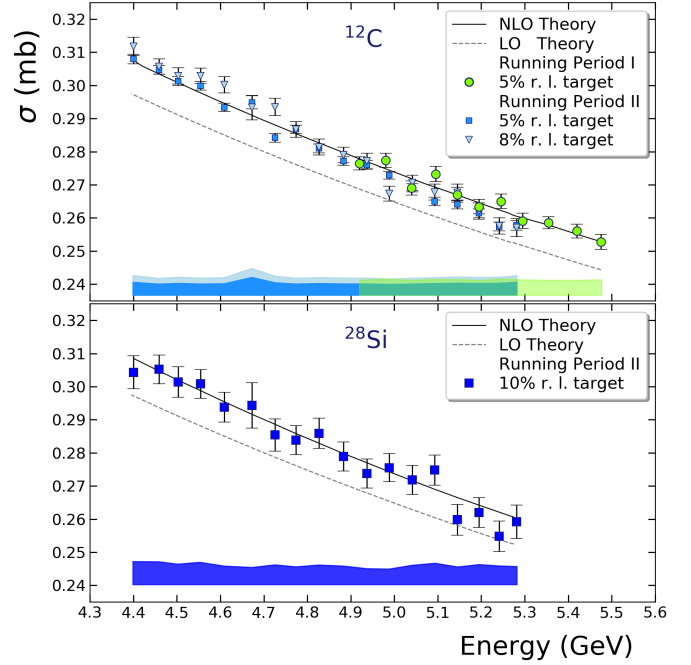 ¹²C
NLO Theory
LO Theory
Running Period I
5% r. l. target
Running Period II
5% r. l. target
8% r. l. target
σ (mb)
0.32
0.31
0.30
0.29
0.28
0.27
0.26
0.25
0.24
²⁸Si
NLO Theory
LO Theory
Running Period II
10% r. l. target
0.32
0.31
0.30
0.29
0.28
0.27
0.26
0.25
0.24
4.3 4.4 4.5 4.6 4.7 4.8 4.9 5.0 5.1 5.2 5.3 5.4 5.5 5.6
Energy (GeV)